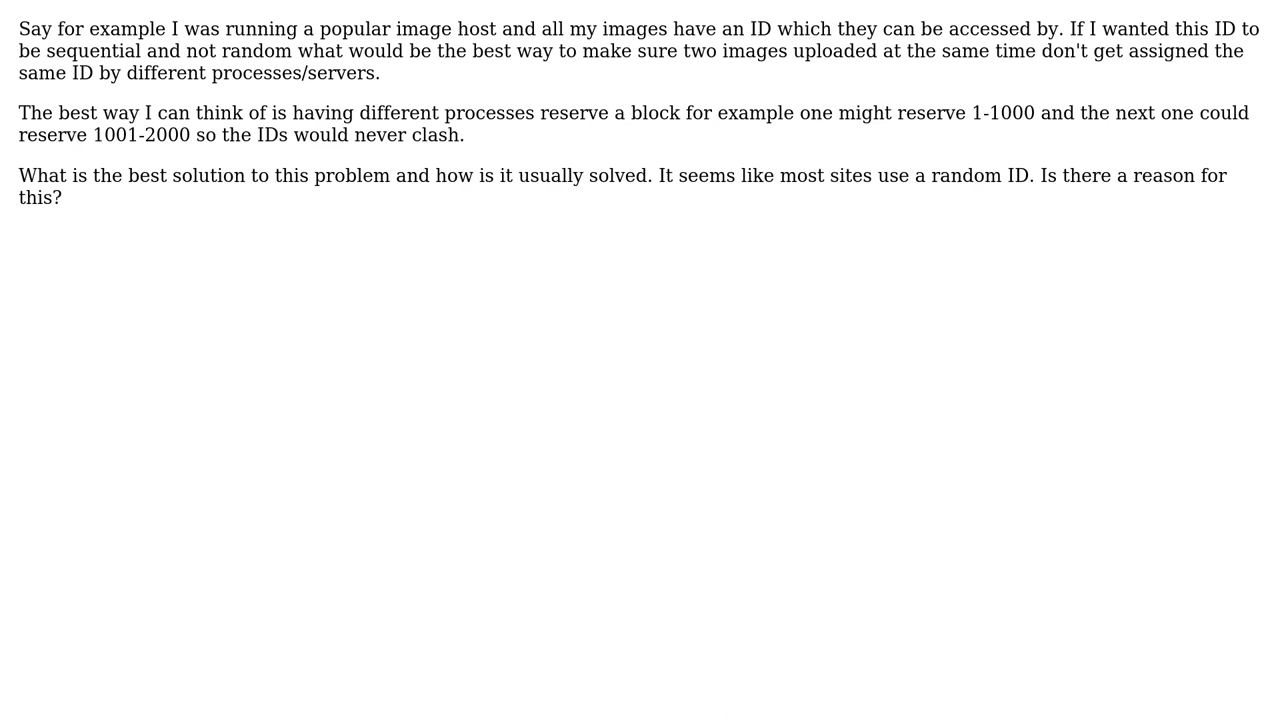 Say for example I was running a popular image host and all my images have an ID which they can be accessed by. If I wanted this ID to
be sequential and not random what would be the best way to make sure two images uploaded at the same time don't get assigned the
same ID by different processes/servers.
The best way I can think of is having different processes reserve a block for example one might reserve 1-1000 and the next one could
reserve 1001-2000 so the IDs would never clash.
What is the best solution to this problem and how is it usually solved. It seems like most sites use a random ID. Is there a reason for
this?